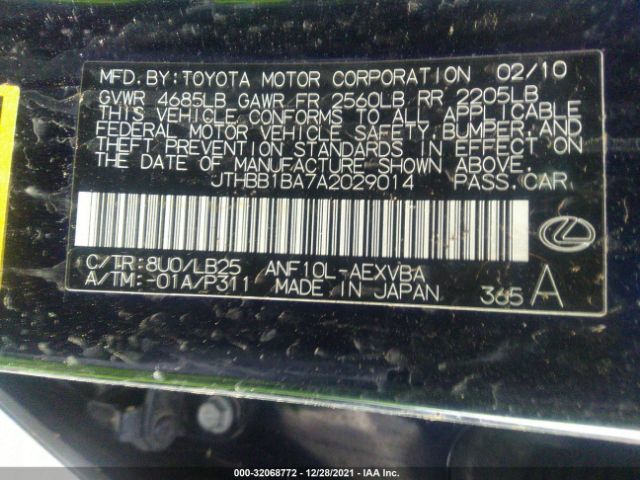 MFD. BY: TOYOTA MOTOR CORPORATION 02/10
GVWR 4685LB GAWR FR 2560LB RR 2205LB
THIS VEHICLE CONFORMS TO ALL APPLICABLE
FEDERAL MOTOR VEHICLE SAFETY, BUMPER, AND
THEFT PREVENTION STANDARDS IN EFFECT ON
THE DATE OF MANUFACTURE SHOWN ABOVE.
JTHBB1BA7A2029014 PASS. CAR
C/TR: 8U0/LB25 ANF10L-AEXVBA
A/TM: -01A/P311 MADE IN JAPAN 365 A
000-32068772 • 12/28/2021 - IAA Inc.